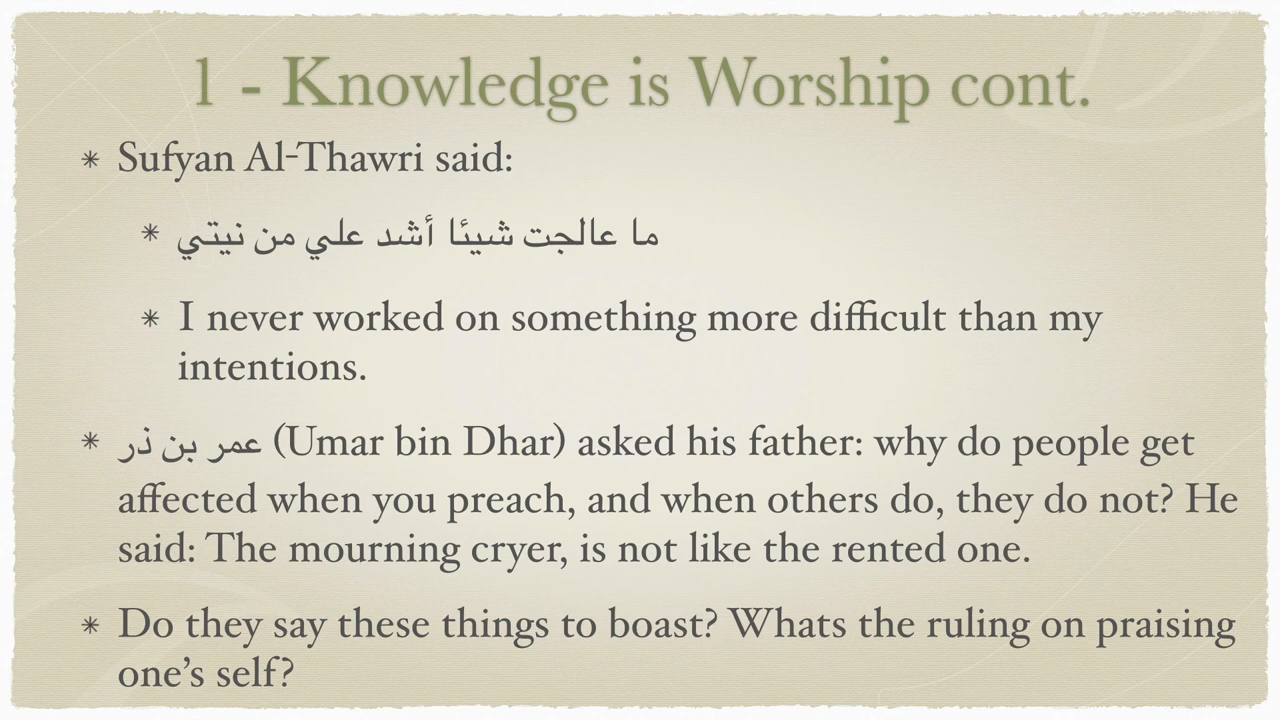 1 - Knowledge is Worship cont.
* Sufyan Al-Thawri said:
* ما عالجت شيئا أشد علي من نيتي
* I never worked on something more difficult than my
intentions.
* عمر بن ذر (Umar bin Dhar) asked his father: why do people get
affected when you preach, and when others do, they do not? He
said: The mourning cryer, is not like the rented one.
* Do they say these things to boast? Whats the ruling on praising
one’s self?